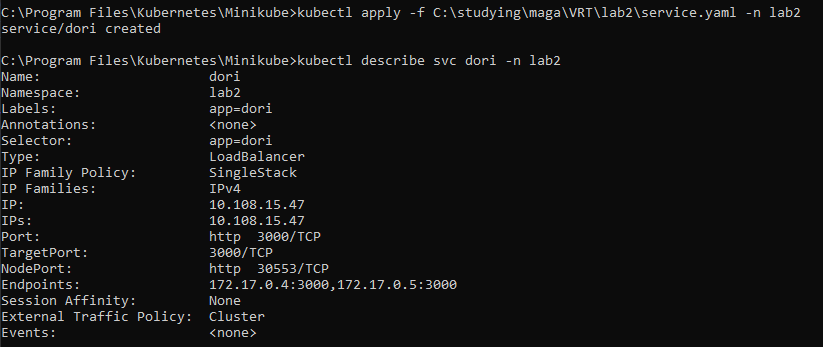 C:\Program Files\Kubernetes\Minikube>kubectl apply -f C:\studying\maga\VRT\lab2\service.yaml -n lab2
service/dori created
C:\Program Files\Kubernetes\Minikube>kubectl describe svc dori -n lab2
Name:                     dori
Namespace:                lab2
Labels:                   app=dori
Annotations:              <none>
Selector:                 app=dori
Type:                     LoadBalancer
IP Family Policy:         SingleStack
IP Families:              IPv4
IP:                       10.108.15.47
IPs:                      10.108.15.47
Port:                     http  3000/TCP
TargetPort:               3000/TCP
NodePort:                 http  30553/TCP
Endpoints:                172.17.0.4:3000,172.17.0.5:3000
Session Affinity:         None
External Traffic Policy:  Cluster
Events:                   <none>